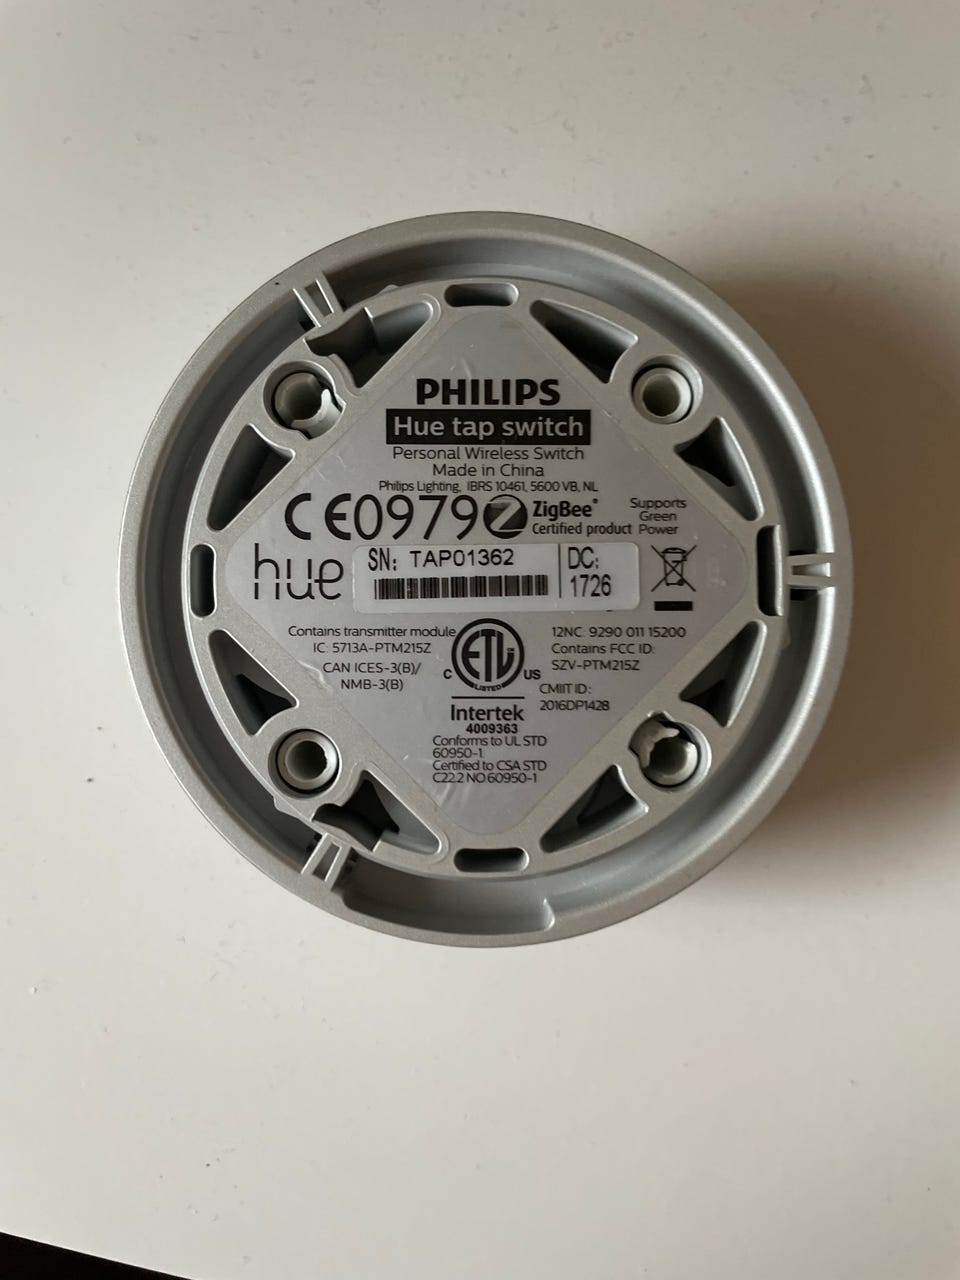 PHILIPS
Hue tap switch
Personal Wireless Switch
Made in China
Philips Lighting, IBRS 10461, 5600 VB, NL
CE0979 ZigBee® Certified product
Supports Green Power
hue
SN: TAP01362
DC: 1726
Contains transmitter module
IC: 5713A-PTM215Z
CAN ICES-3(B)/
NMB-3(B)
C ETL US
LISTED
Intertek
4009363
Conforms to UL STD
60950-1
Certified to CSA STD
C22.2 NO.60950-1
12NC: 9290 011 15200
Contains FCC ID:
SZV-PTM215Z
CMIIT ID:
2016DP1428